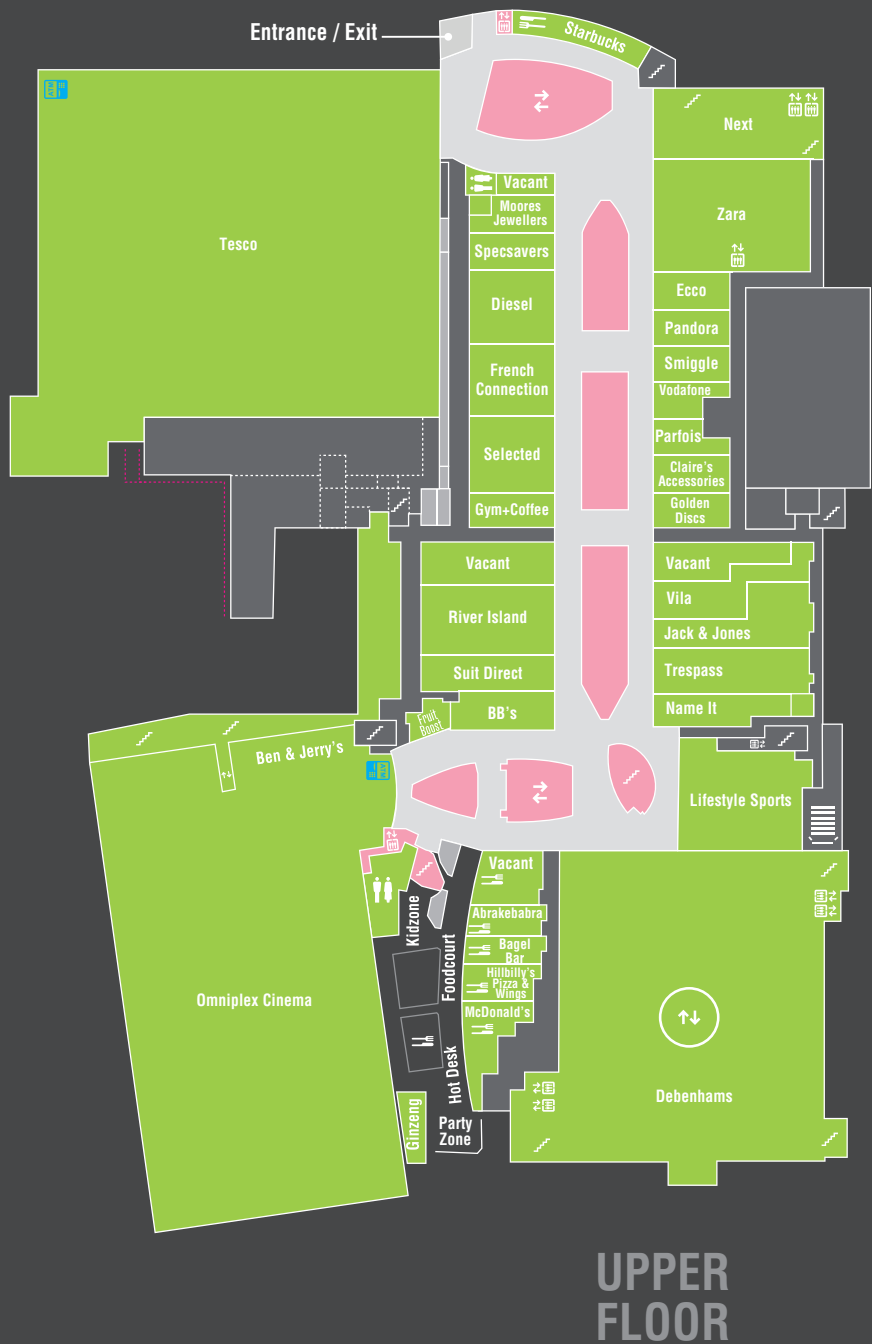 Entrance / Exit
Starbucks
ATM
Next
Tesco
Vacant
Moores
Jewellers
Zara
Specsavers
Diesel
Ecco
Pandora
French
Connection
Smiggle
Vodafone
Selected
Parfois
Claire's
Accessories
Gym+Coffee
Golden
Discs
Vacant
Vacant
River Island
Vila
Jack & Jones
Suit Direct
Trespass
Fruit
Boost
BB's
Name It
Ben & Jerry's
ATM
Lifestyle Sports
Vacant
Kidzone
Abrakebabra
Foodcourt
Bagel
Bar
Hillbilly's
Pizza &
Wings
McDonald's
Omniplex Cinema
Hot Desk
Debenhams
Ginzeng
Party
Zone
UPPER
FLOOR